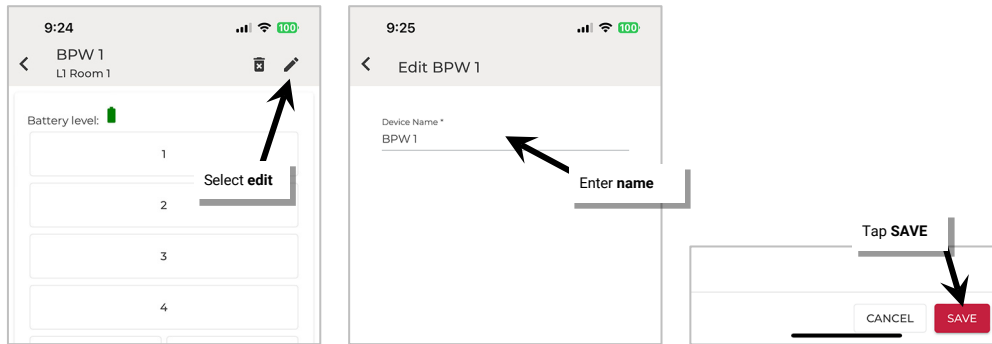 9:24
100
BPW 1
L1 Room 1
Battery level:
1
Select edit
2
3
4
9:25
100
Edit BPW 1
Device Name *
BPW 1
Enter name
Tap SAVE
CANCEL
SAVE